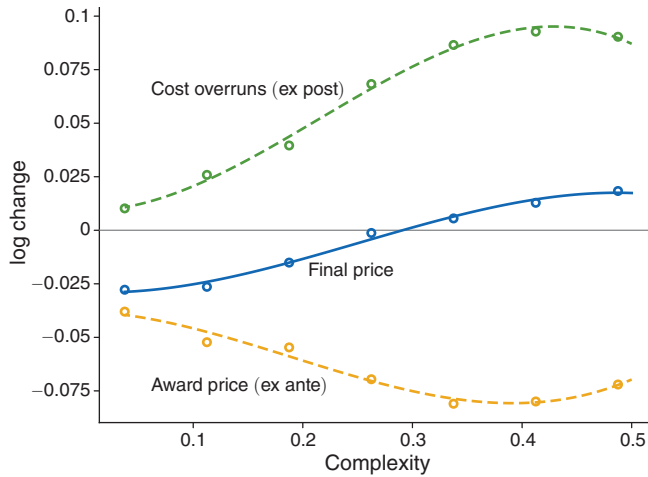 0.1
0.075
0.05
0.025
0
−0.025
−0.05
−0.075
log change
Cost overruns (ex post)
Final price
Award price (ex ante)
0.1
0.2
0.3
0.4
0.5
Complexity